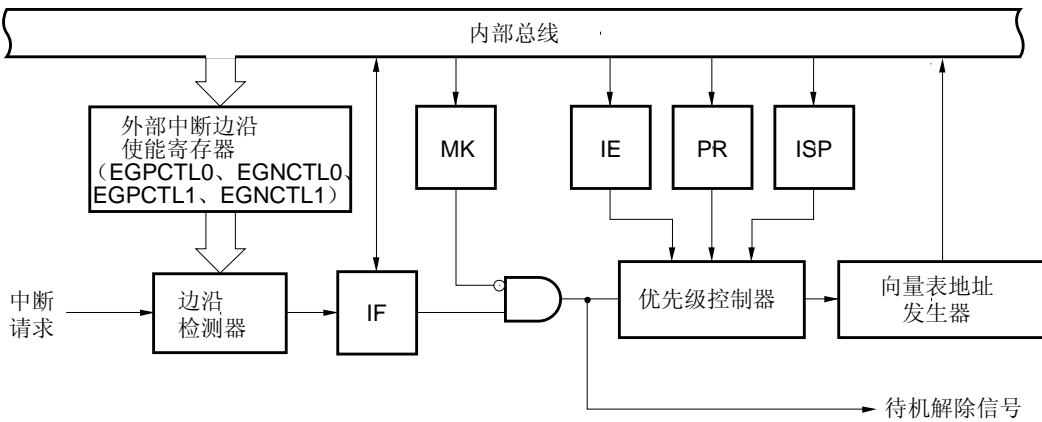 内部总线
外部中断边沿
使能寄存器
（EGPCTL0、EGNCTL0、
EGPCTL1、EGNCTL1）
MK
IE
PR
ISP
中断
请求
边沿
检测器
IF
优先级控制器
向量表地址
发生器
待机解除信号